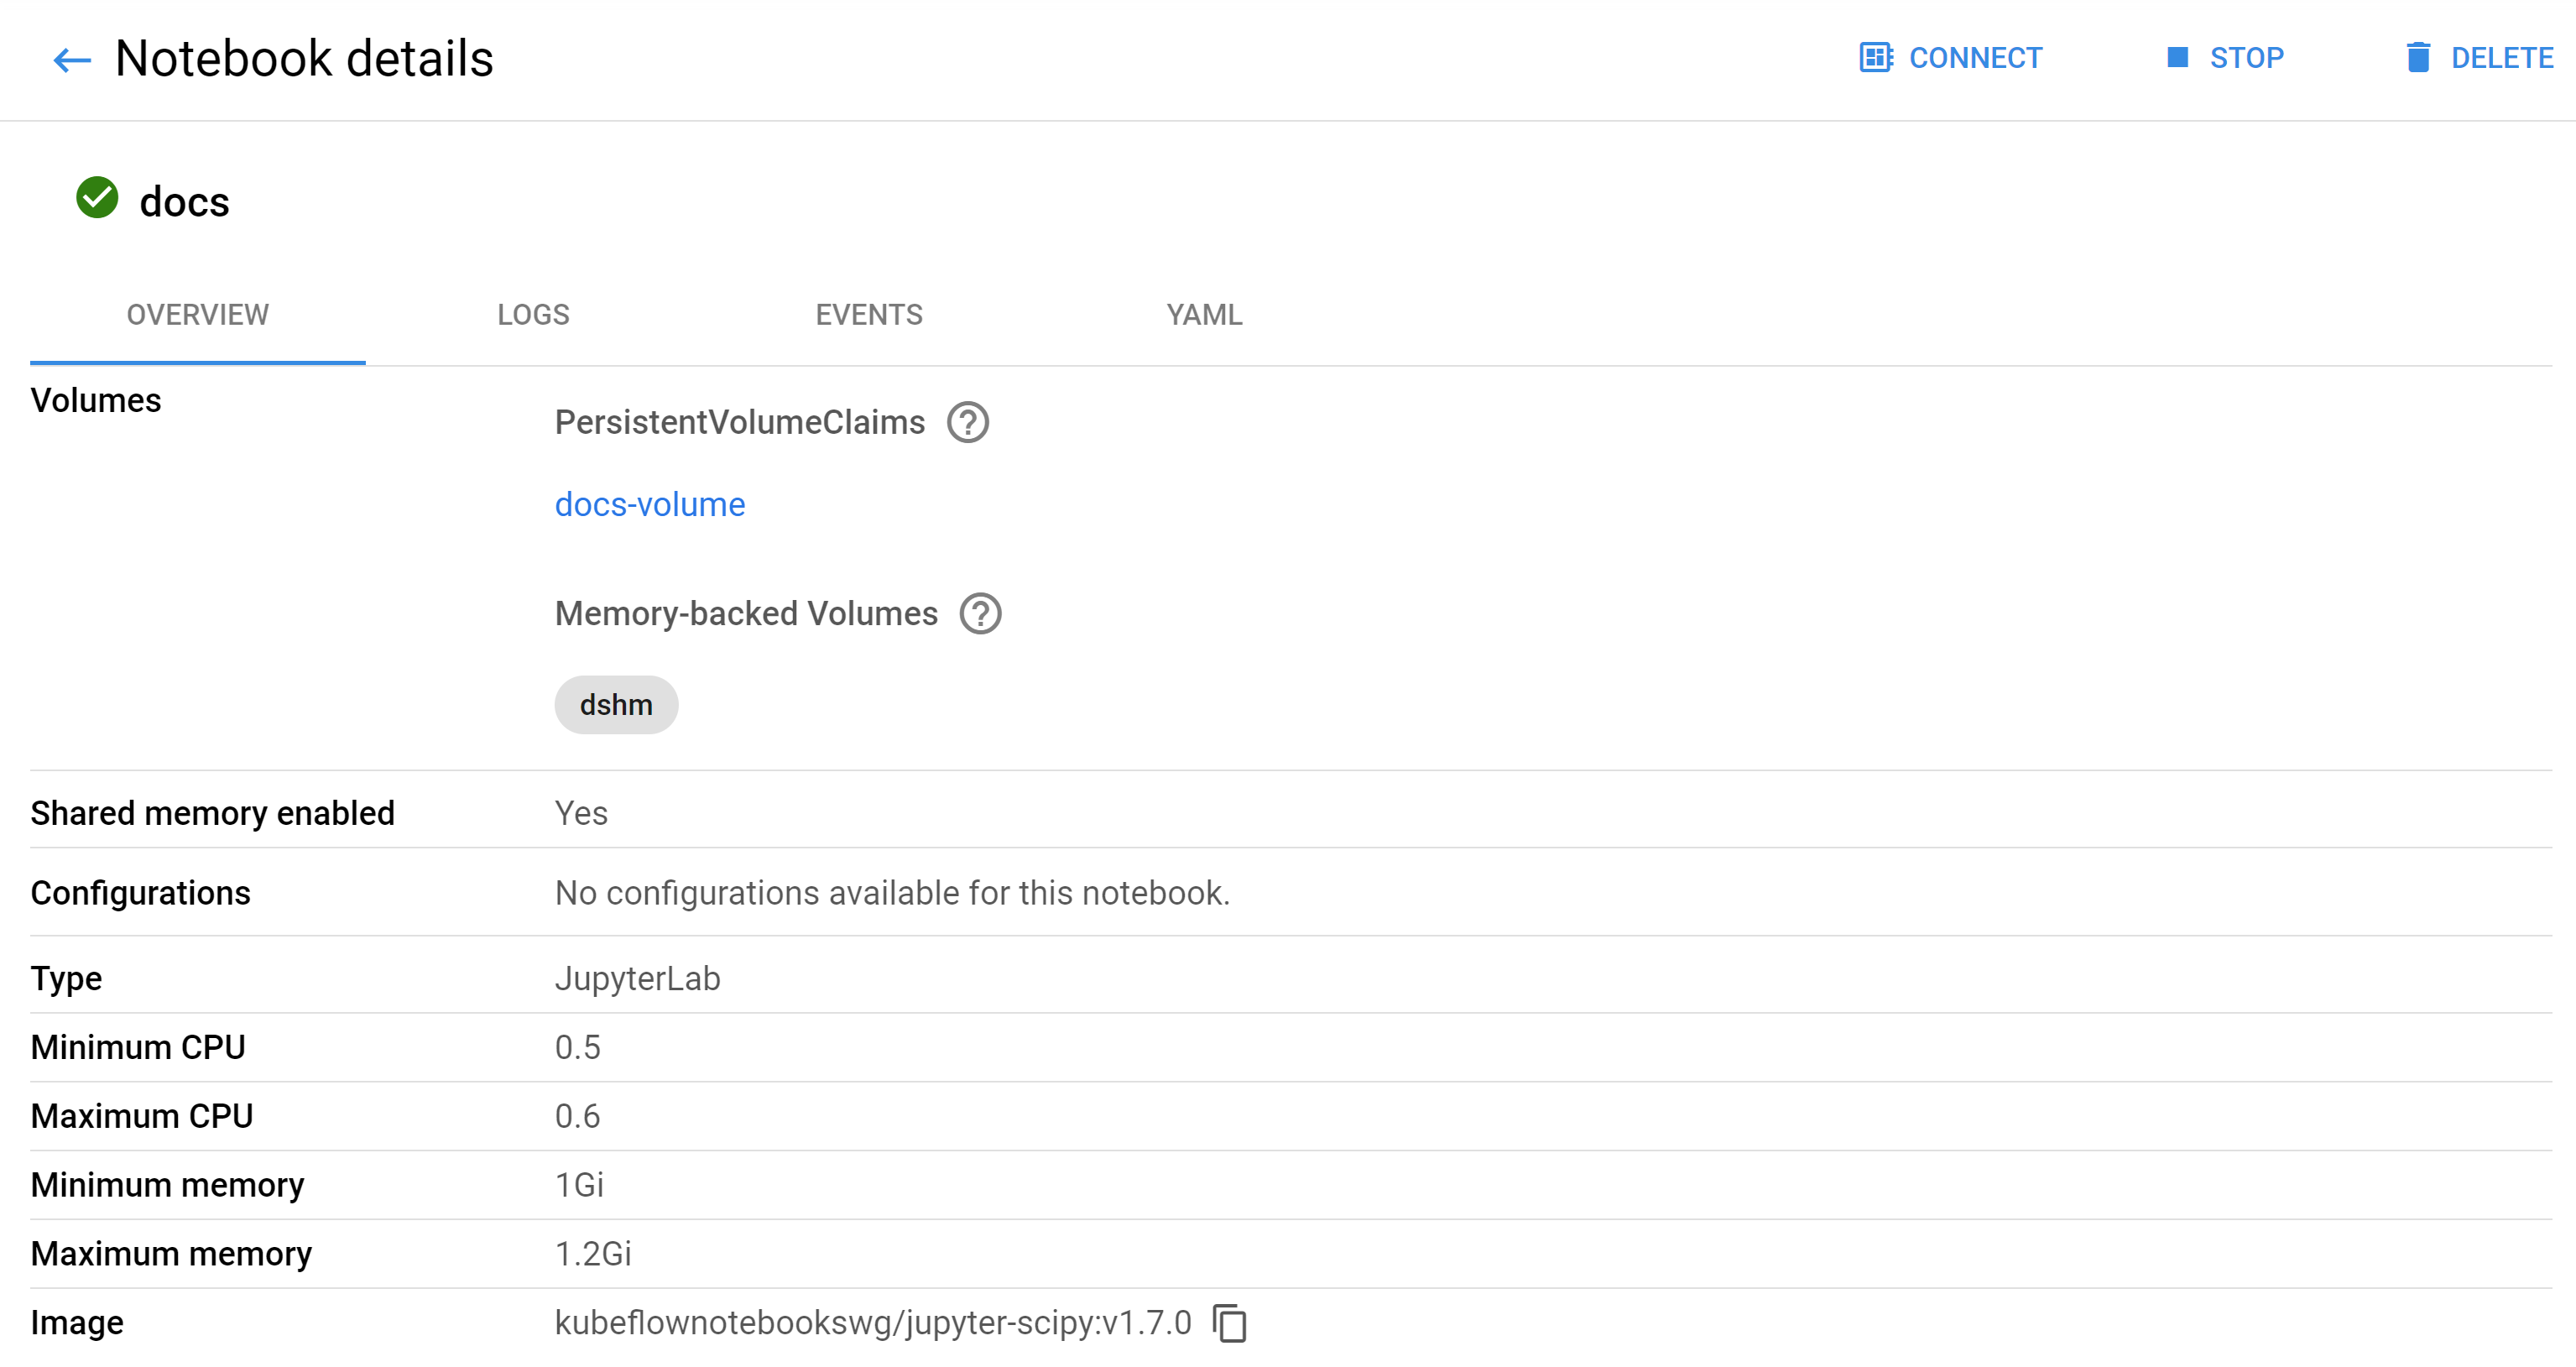 Notebook details
CONNECT
STOP
DELETE
docs
OVERVIEW
LOGS
EVENTS
YAML
Volumes
PersistentVolumeClaims
docs-volume
Memory-backed Volumes
dshm
Shared memory enabled
Yes
Configurations
No configurations available for this notebook.
Type
JupyterLab
Minimum CPU
0.5
Maximum CPU
0.6
Minimum memory
1Gi
Maximum memory
1.2Gi
Image
kubeflownotebookswg/jupyter-scipy:v1.7.0